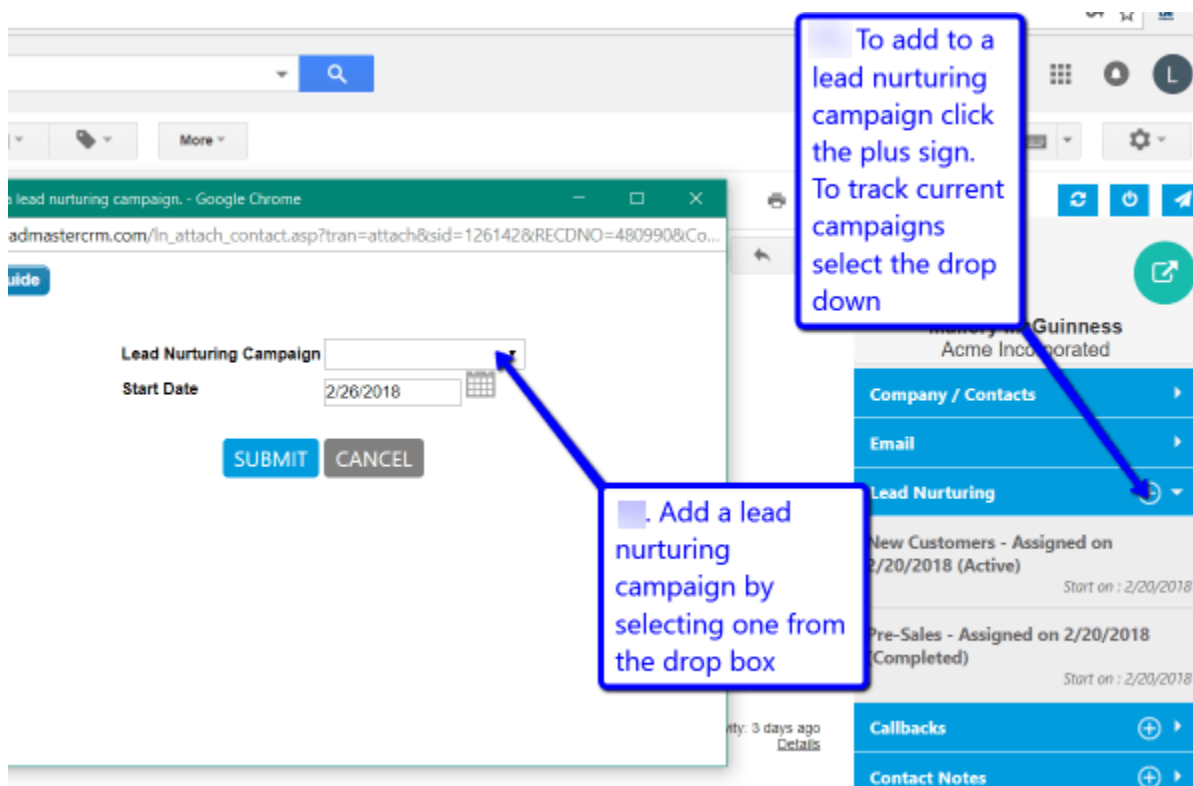 To add to a
lead nurturing
campaign click
the plus sign.
To track current
campaigns
select the drop
down
L
More
lead nurturing campaign. - Google Chrome
admastercrm.com/ln_attach_contact.asp?tran=attach&sid=126142&RECDNO=480990&Co...
uide
Lead Nurturing Campaign
Start Date
2/26/2018
SUBMIT
CANCEL
. Add a lead
nurturing
campaign by
selecting one from
the drop box
Guinness
Acme Incorporated
Company / Contacts
Email
Lead Nurturing
New Customers - Assigned on
2/20/2018 (Active)
Start on : 2/20/2018
Pre-Sales - Assigned on 2/20/2018
(Completed)
Start on : 2/20/2018
vity: 3 days ago
Details
Callbacks
Contact Notes